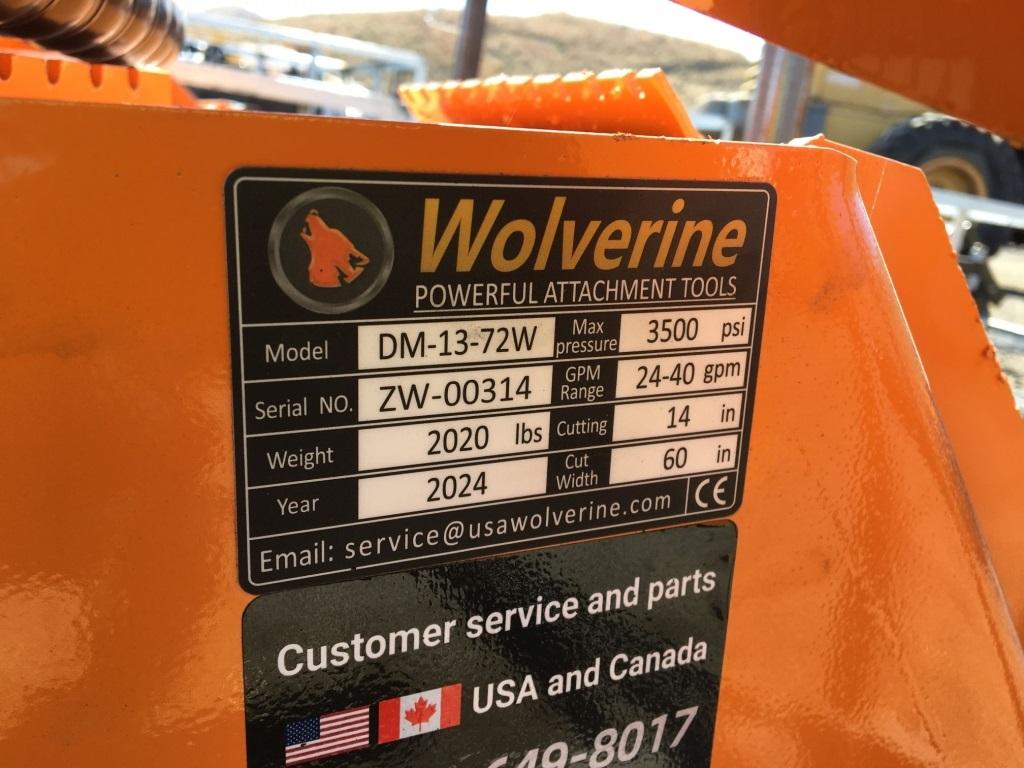 Wolverine
POWERFUL ATTACHMENT TOOLS
Model DM-13-72W Max pressure 3500 psi
Serial NO. ZW-00314 GPM Range 24-40 gpm
Weight 2020 lbs Cutting 14 in
Year 2024 Cut Width 60 in
Email: service@usawolverine.com CE
Customer service and parts
USA and Canada
649-8017